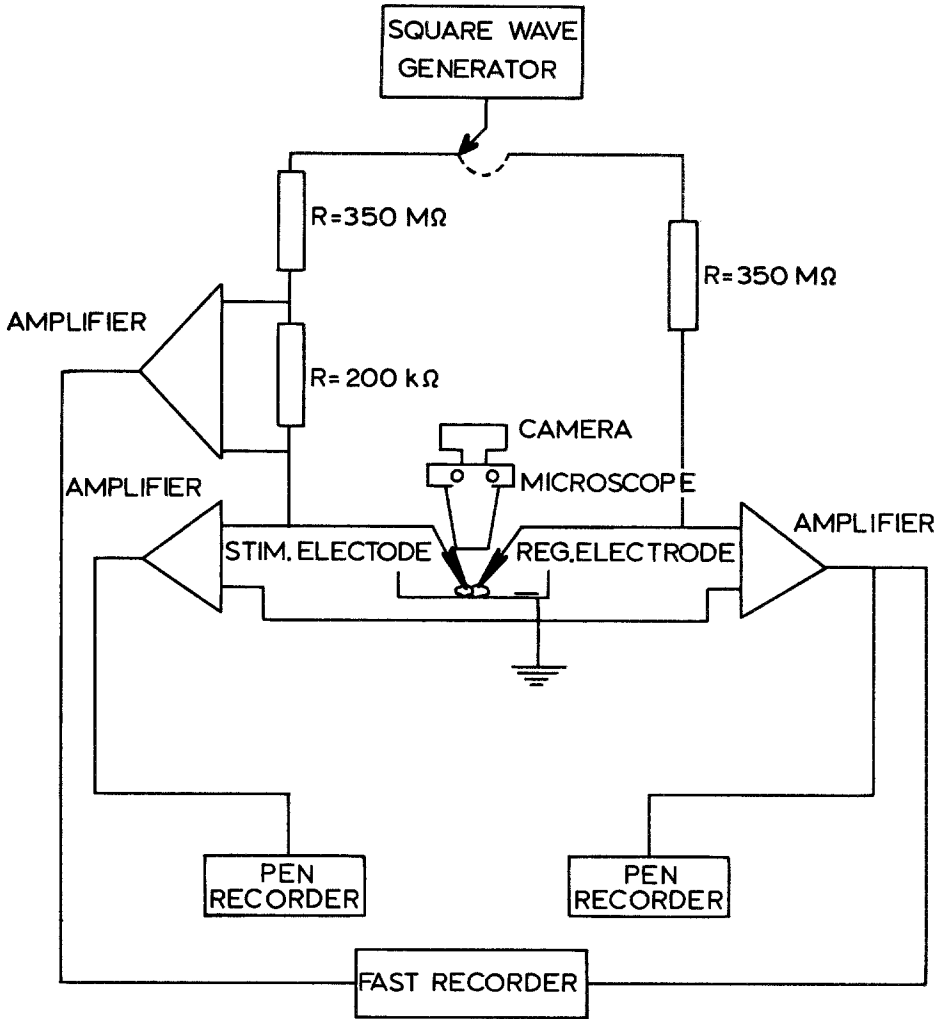 SQUARE WAVE
GENERATOR
R=350 MΩ
R=350 MΩ
AMPLIFIER
R=200 kΩ
CAMERA
AMPLIFIER
MICROSCOPE
AMPLIFIER
STIM. ELECTODE
REG. ELECTRODE
PEN
RECORDER
PEN
RECORDER
FAST RECORDER